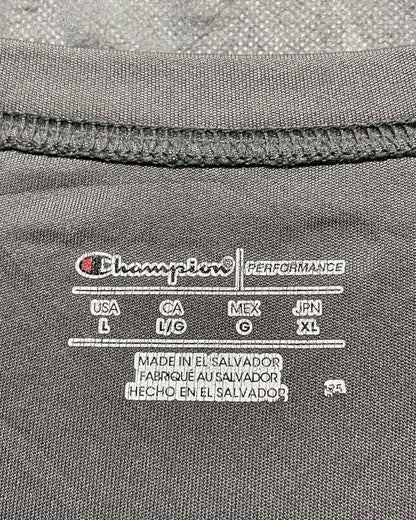 Champion® PERFORMANCE
USA CA MEX JPN
L L/G G XL
MADE IN EL SALVADOR
FABRIQUÉ AU SALVADOR
HECHO EN EL SALVADOR